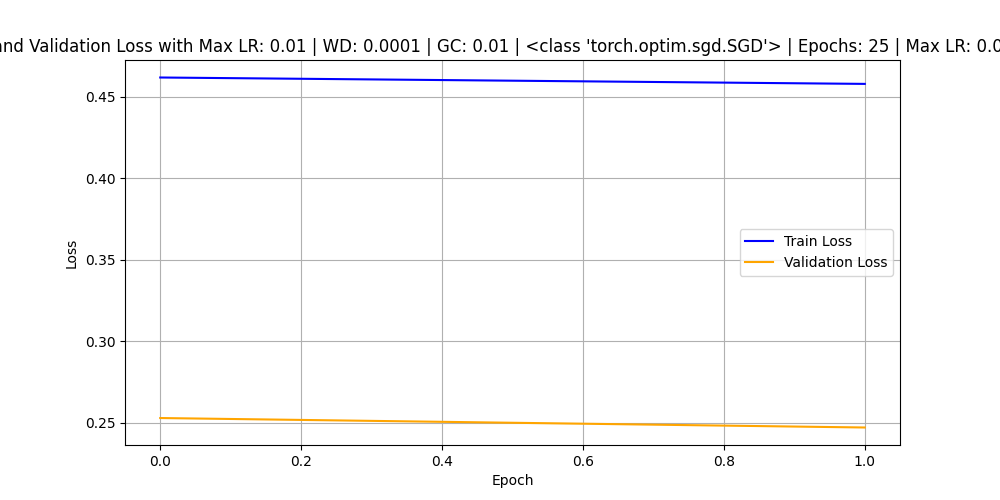 and Validation Loss with Max LR: 0.01 | WD: 0.0001 | GC: 0.01 | <class 'torch.optim.sgd.SGD'> | Epochs: 25 | Max LR: 0.0
0.45
0.40
0.35
0.30
0.25
Loss
Train Loss
Validation Loss
0.0 0.2 0.4 0.6 0.8 1.0
Epoch